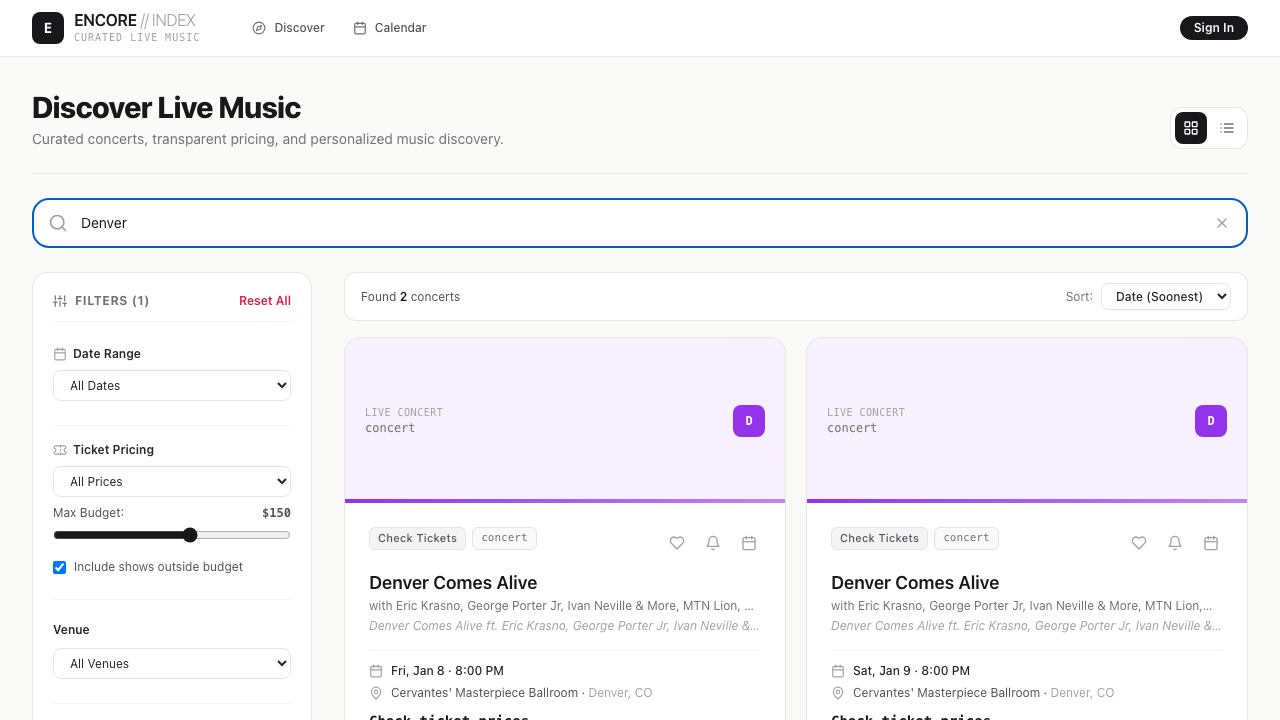 E
ENCORE // INDEX
CURATED LIVE MUSIC
Discover
Calendar
Sign In
Discover Live Music
Curated concerts, transparent pricing, and personalized music discovery.
Denver
FILTERS (1)
Reset All
Date Range
All Dates
Ticket Pricing
All Prices
Max Budget:
$150
Include shows outside budget
Venue
All Venues
Found 2 concerts
Sort:
Date (Soonest)
LIVE CONCERT
concert
D
Check Tickets
concert
Denver Comes Alive
with Eric Krasno, George Porter Jr, Ivan Neville & More, MTN Lion, ...
Denver Comes Alive ft. Eric Krasno, George Porter Jr, Ivan Neville &...
Fri, Jan 8 · 8:00 PM
Cervantes' Masterpiece Ballroom · Denver, CO
Check ticket prices
LIVE CONCERT
concert
D
Check Tickets
concert
Denver Comes Alive
with Eric Krasno, George Porter Jr, Ivan Neville & More, MTN Lion,...
Denver Comes Alive ft. Eric Krasno, George Porter Jr, Ivan Neville &...
Sat, Jan 9 · 8:00 PM
Cervantes' Masterpiece Ballroom · Denver, CO
Check ticket prices